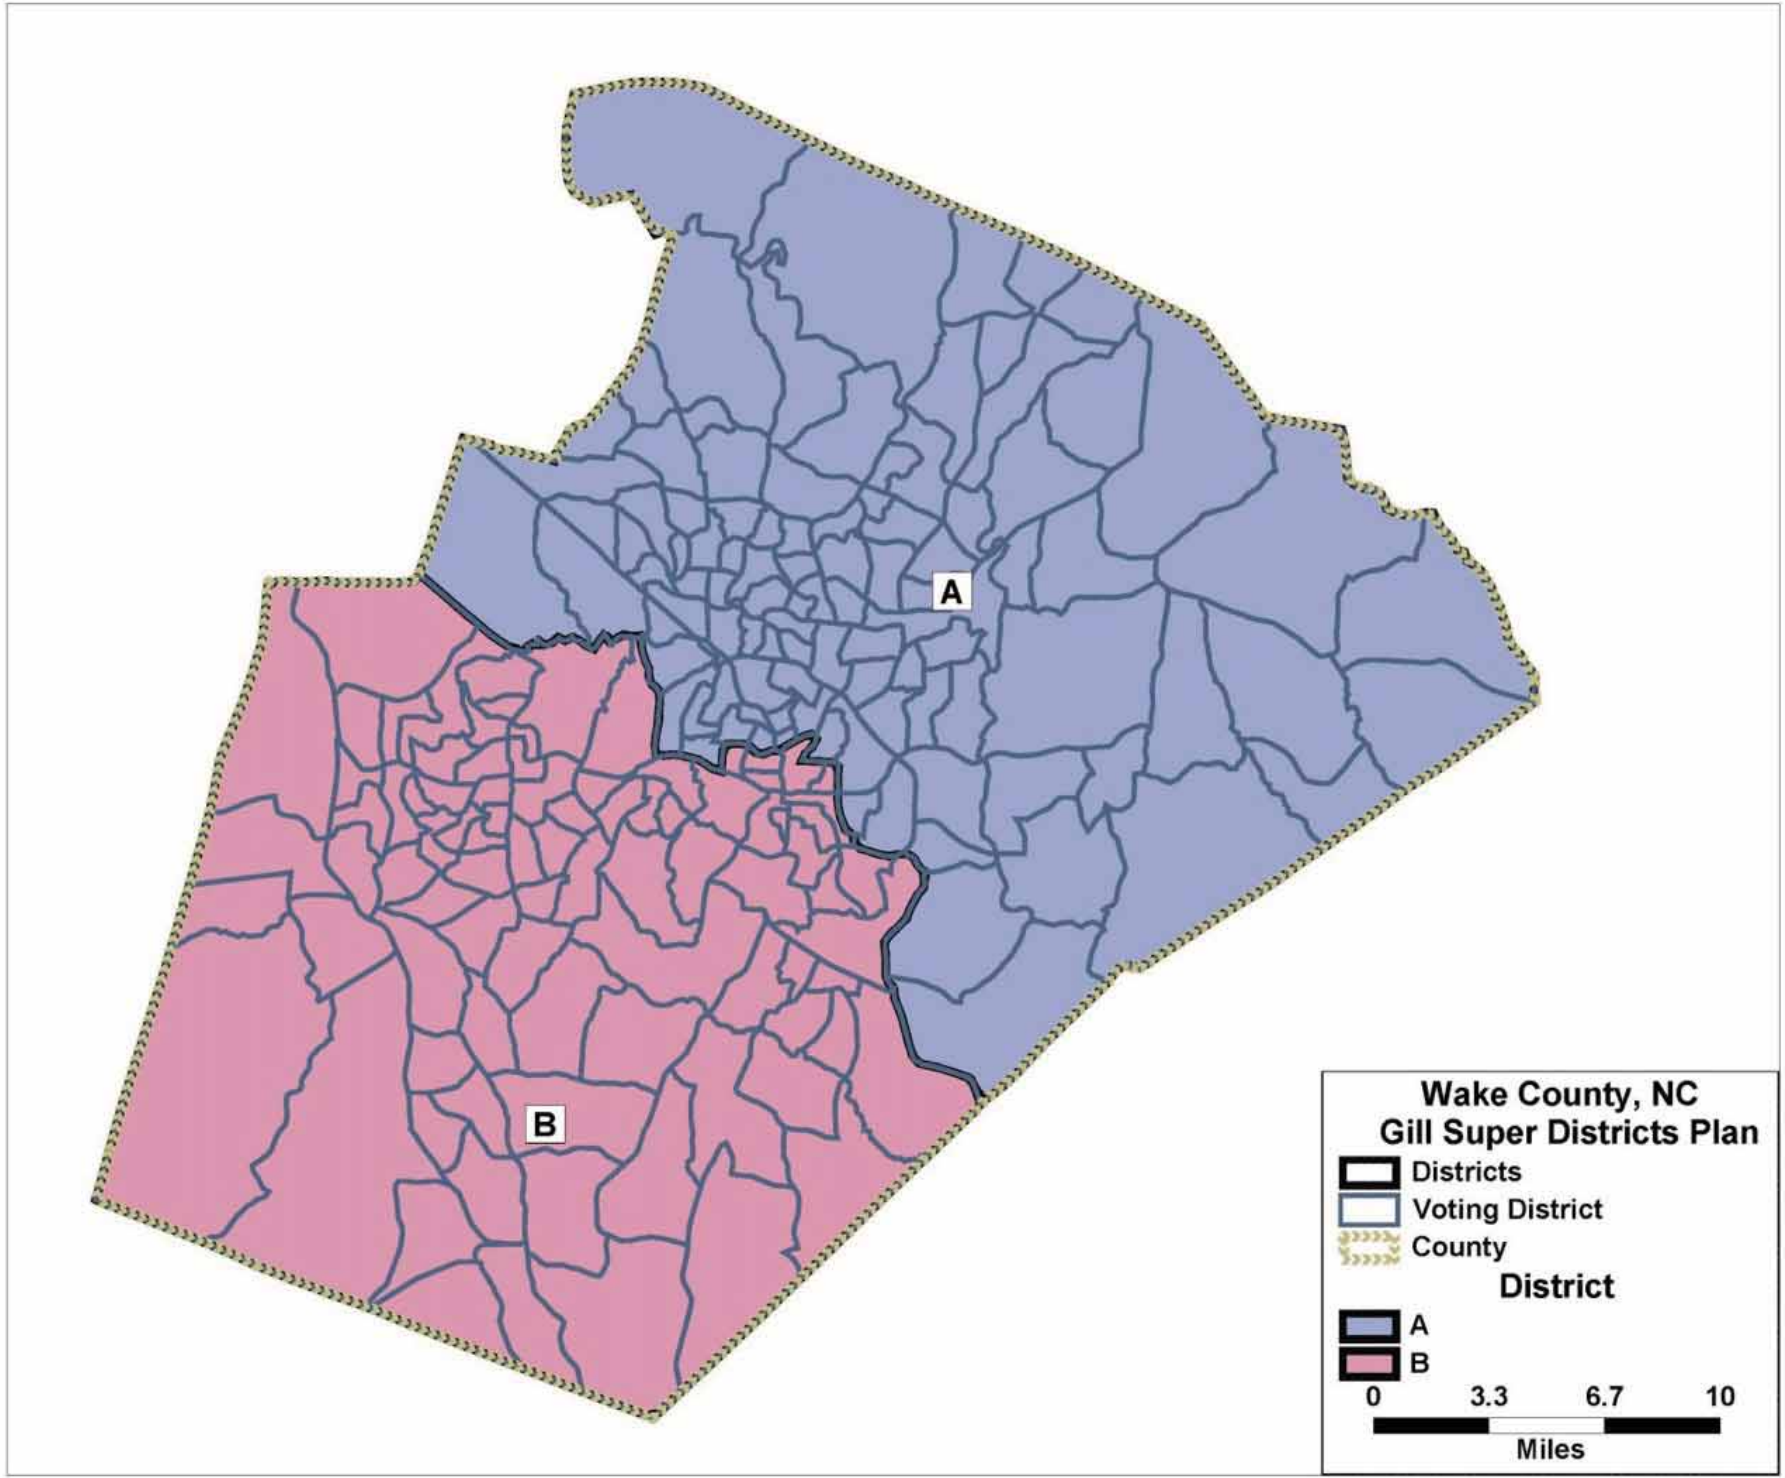 A
B
Wake County, NC
Gill Super Districts Plan
Districts
Voting District
County
District
A
B
0 3.3 6.7 10
Miles